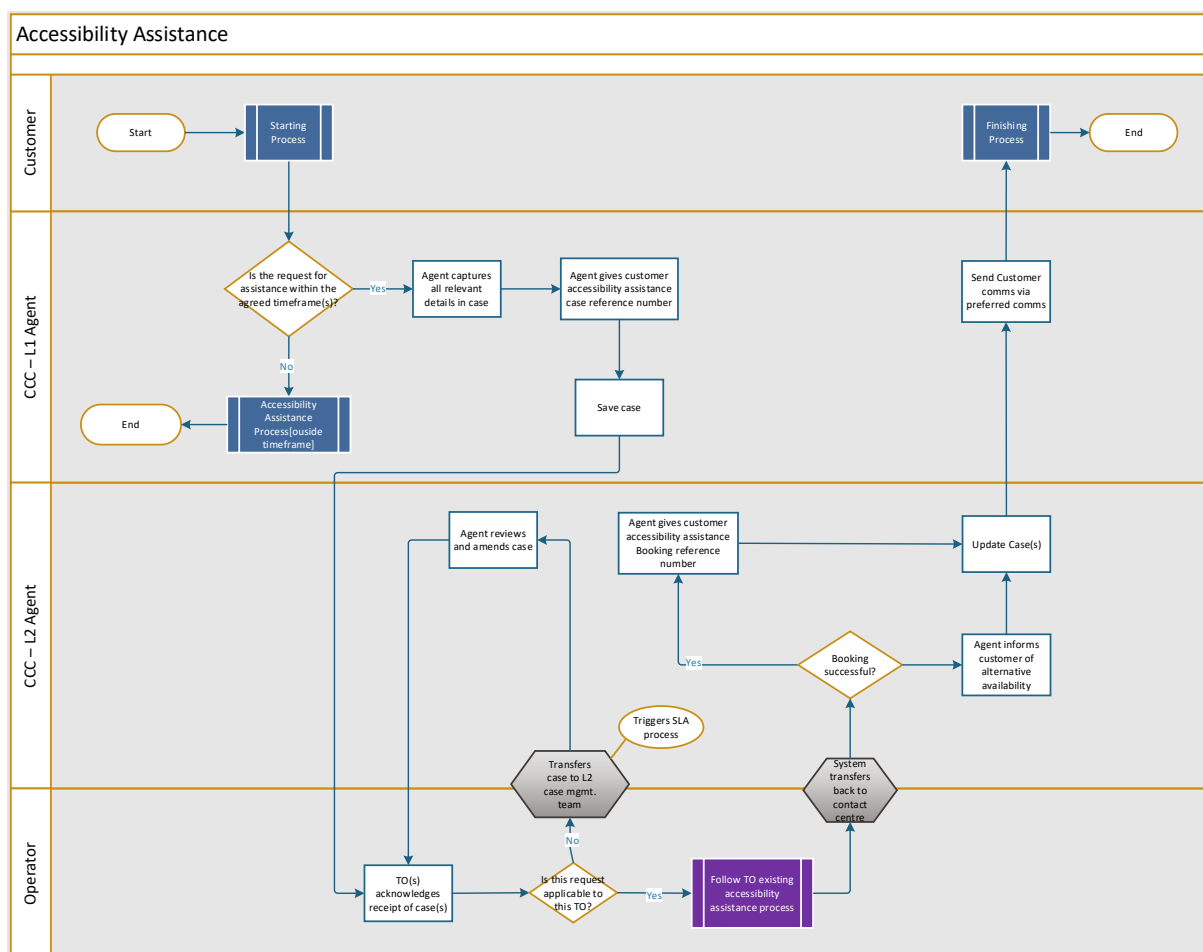 Accessibility Assistance
Customer
Start
Starting
Process
Finishing
Process
End
CCC – L1 Agent
Is the request for
assistance within the
agreed timeframe(s)?
Yes
Agent captures
all relevant
details in case
Agent gives customer
accessibility assistance
case reference number
Send Customer
comms via
preferred comms
No
Save case
End
Accessibility
Assistance
Process[ouside
timeframe]
CCC – L2 Agent
Agent reviews
and amends case
Agent gives customer
accessibility assistance
Booking reference
number
Update Case(s)
Yes
Booking
successful?
Agent informs
customer of
alternative
availability
Triggers SLA
process
Transfers
case to L2
case mgmt.
team
System
transfers
back to
contact
centre
Operator
No
TO(s)
acknowledges
receipt of case(s)
Is this request
applicable to
this TO?
Yes
Follow TO existing
accessibility
assistance process